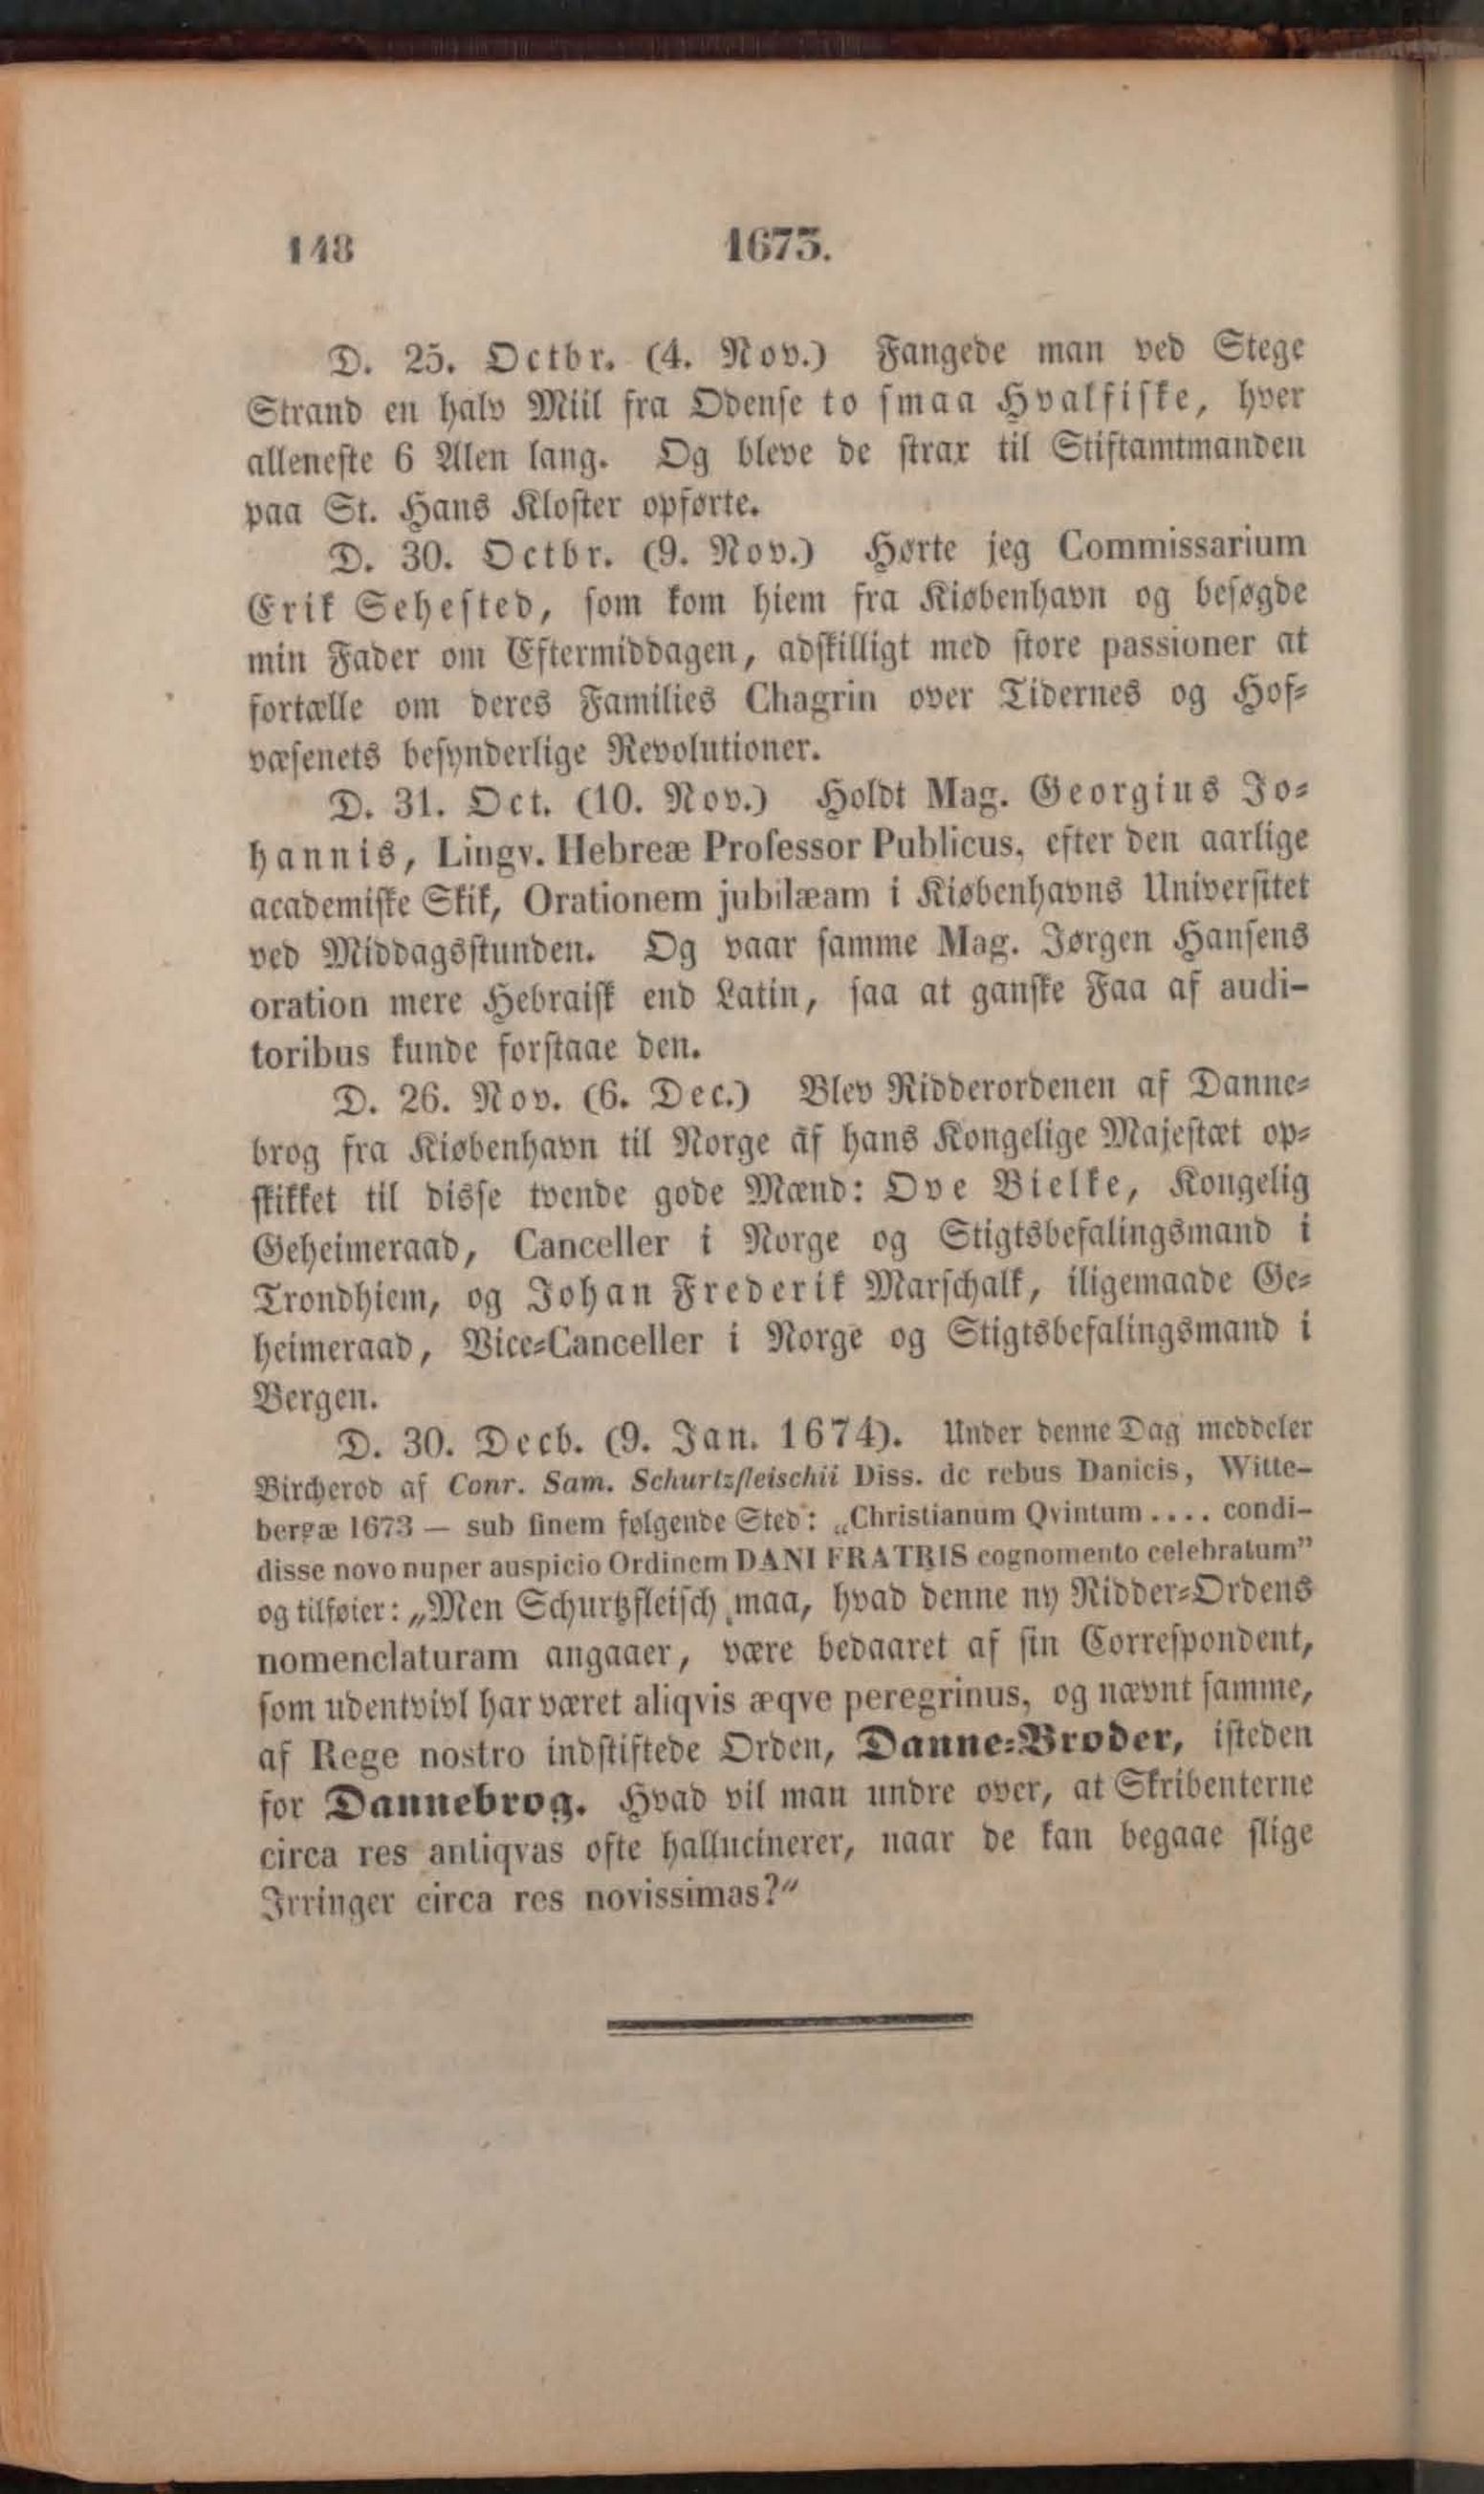 148 1673.
D. 25. Octbr. (4. Nov.) Fangede man ved Stege
Strand en halv Miil fra Odense to smaa Hvalfiske, hver
alleneste 6 Alen lang. Og bleve de strax til Stiftamtmanden
paa St. Hans Kloster opførte.
D. 30. Octbr. (9. Nov.) Hørte jeg Commissarium
Erik Sehested, som kom hiem fra Kiøbenhavn og besøgde
min Fader om Eftermiddagen, adskilligt med store passioner at
fortælle om deres Families Chagrin over Tidernes og Hof-
væsenets besynderlige Revolutioner.
D. 31. Oct. (10. Nov.) Holdt Mag. Georgius Jo-
hannis, Lingv. Hebreæ Professor Publicus, efter den aarlige
academiske Skik, Orationem jubilæam i Kiøbenhavns Universitet
ved Middagsstunden. Og vaar samme Mag. Jørgen Hansens
oration mere Hebraisk end Latin, saa at ganske Faa af audi-
toribus kunde forstaae den.
D. 26. Nov. (6. Dec.) Blev Ridderordenen af Danne-
brog fra Kiøbenhavn til Norge af hans Kongelige Majestæt op-
skikket til disse tvende gode Mænd: Ove Bielke, Kongelig
Geheimeraad, Canceller i Norge og Stigtsbefalingsmand i
Trondhiem, og Johan Frederik Marschalk, iligemaade Ge-
heimeraad, Vice-Canceller i Norge og Stigtsbefalingsmand i
Bergen.
D. 30. Decb. (9. Jan. 1674). Under denne Dag meddeler
Bircherod af Conr. Sam. Schurtzfleischii Diss. de rebus Danicis, Witte-
bergæ 1673 — sub finem følgende Sted: „Christianum Qvintum .... condi-
disse novo nuper auspicio Ordinem DANI FRATRIS cognomento celebratum”
og tilføier: „Men Schurtzfleisch maa, hvad denne ny Ridder-Ordens
nomenclaturam angaaer, være bedaaret af sin Correspondent,
som udentvivl har været aliqvis æqve peregrinus, og nævnt samme,
af Rege nostro indstiftede Orden, Danne-Broder, isteden
for Dannebrog. Hvad vil man undre over, at Skribenterne
circa res antiqvas ofte hallucinerer, naar de kan begaae slige
Irringer circa res novissimas?“